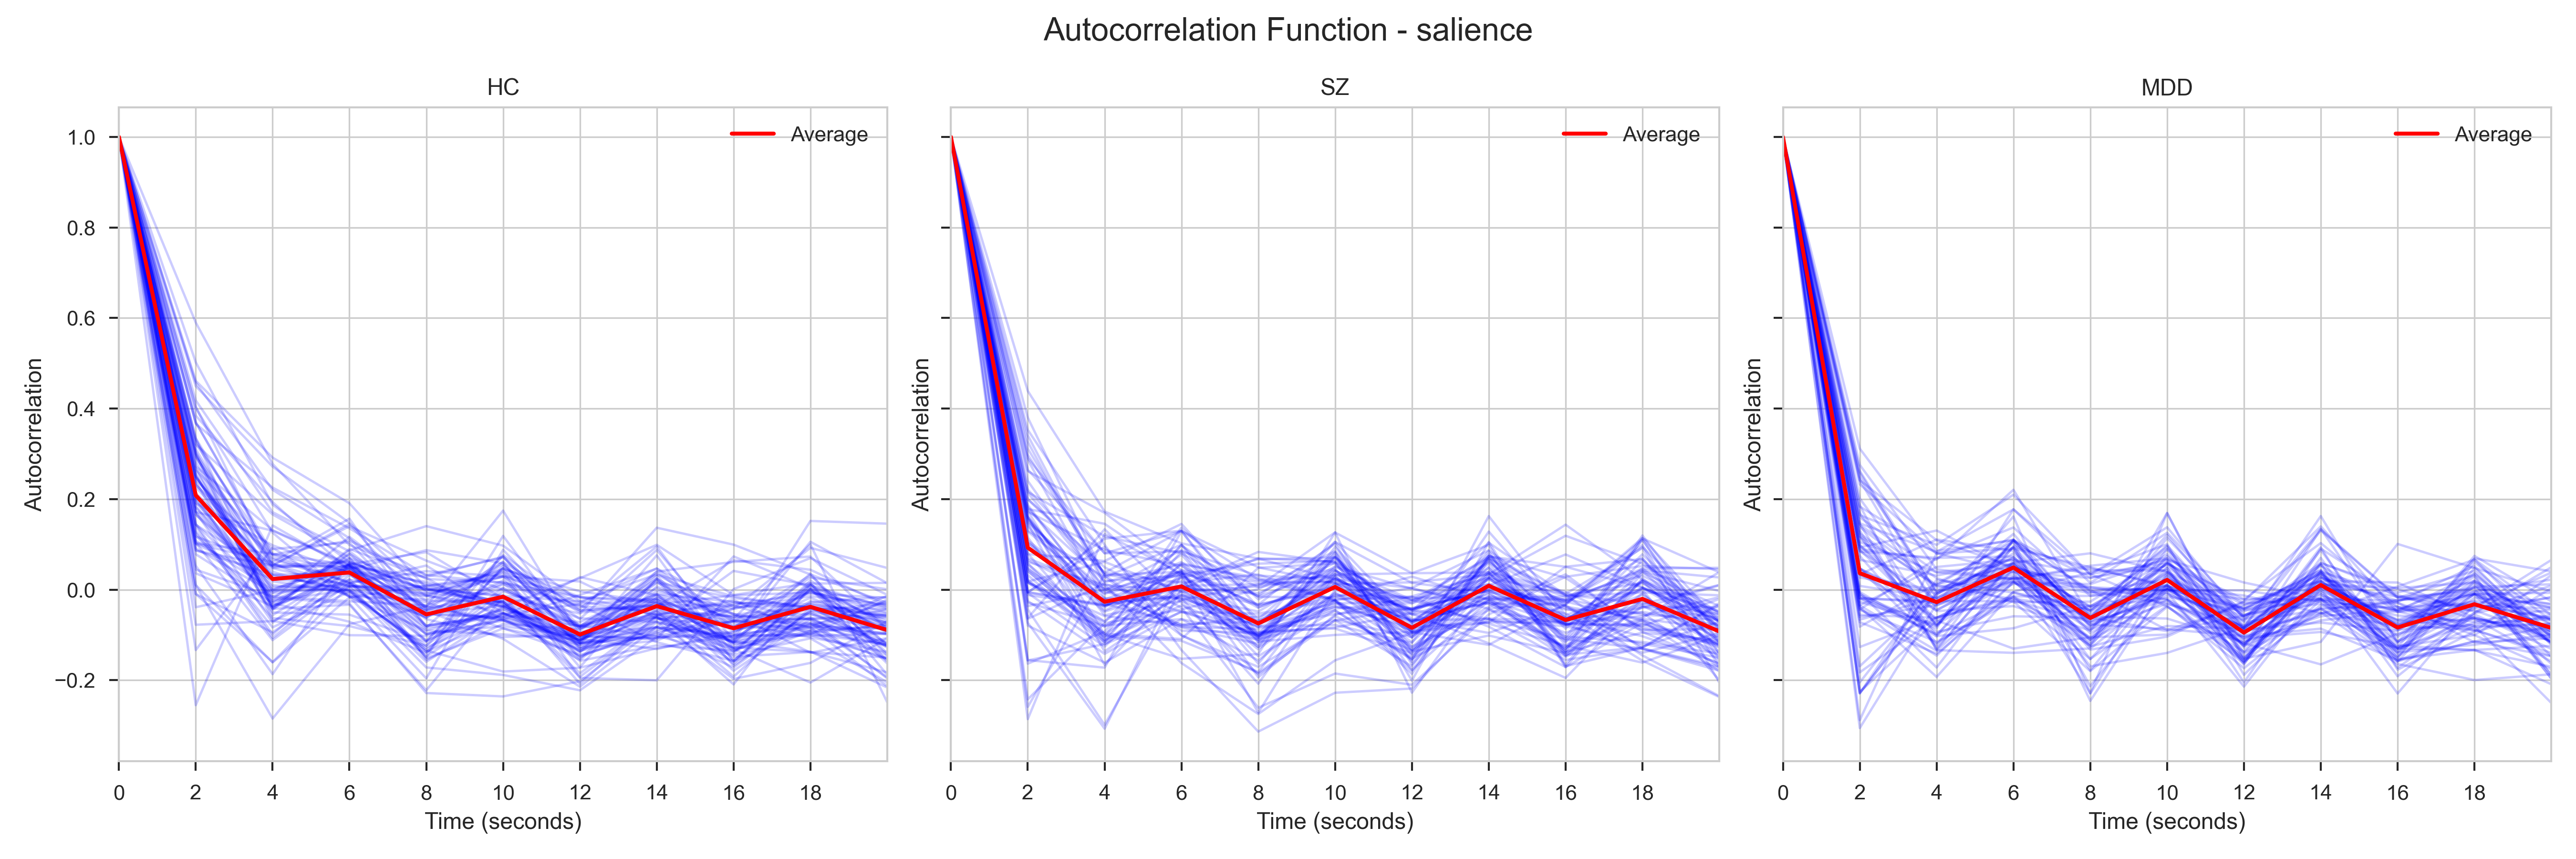 Autocorrelation Function - salience
HC
SZ
MDD
Average
Average
Average
1.0
0.8
0.6
0.4
0.2
0.0
−0.2
Autocorrelation
Autocorrelation
Autocorrelation
0 2 4 6 8 10 12 14 16 18
0 2 4 6 8 10 12 14 16 18
0 2 4 6 8 10 12 14 16 18
Time (seconds)
Time (seconds)
Time (seconds)